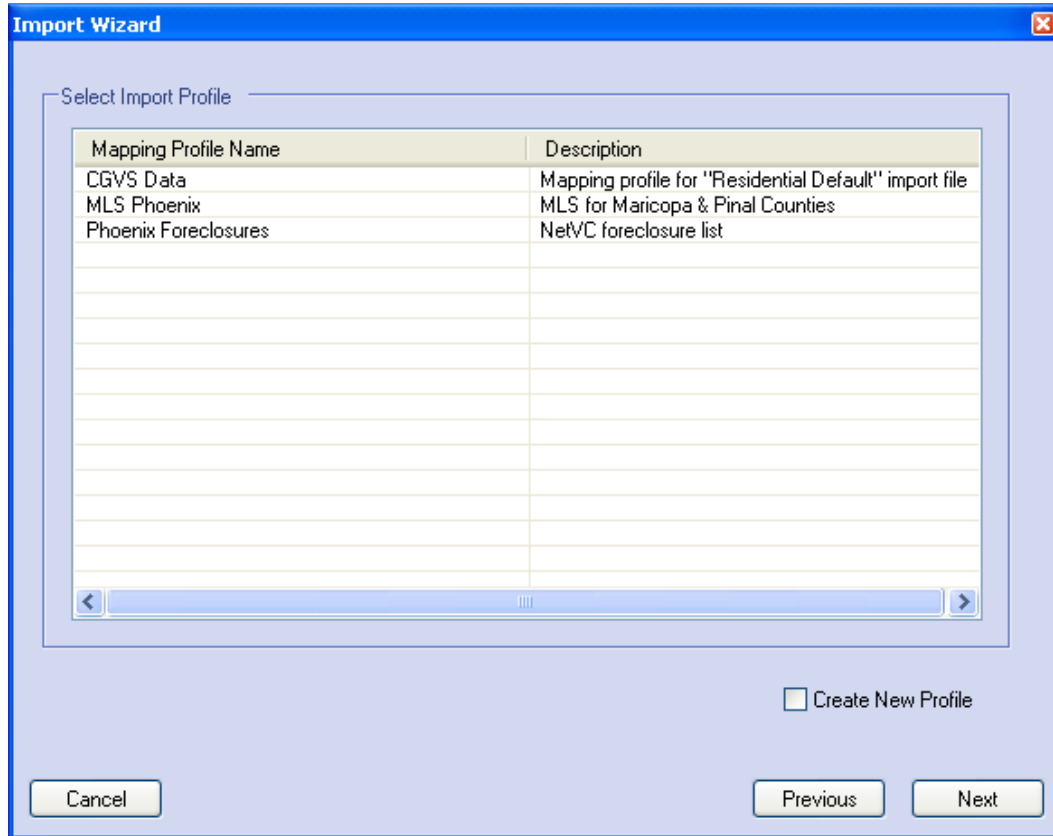 Import Wizard
Select Import Profile
Mapping Profile Name Description
CGVS Data Mapping profile for "Residential Default" import file
MLS Phoenix MLS for Maricopa & Pinal Counties
Phoenix Foreclosures NetVC foreclosure list
Create New Profile
Cancel Previous Next